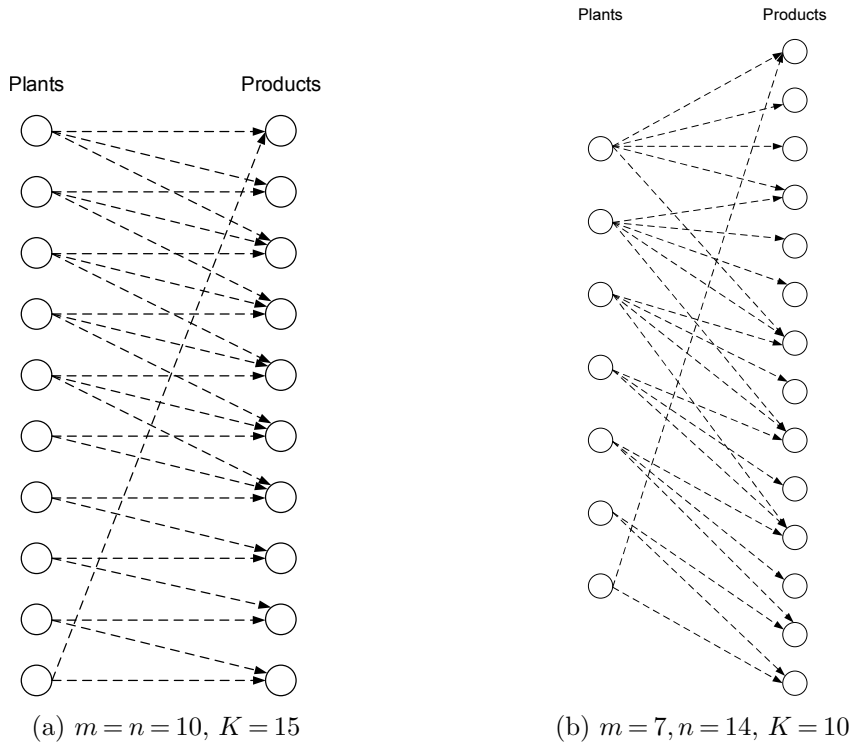 Plants
Products
(a) m = n = 10, K = 15
Plants
Products
(b) m = 7, n = 14, K = 10